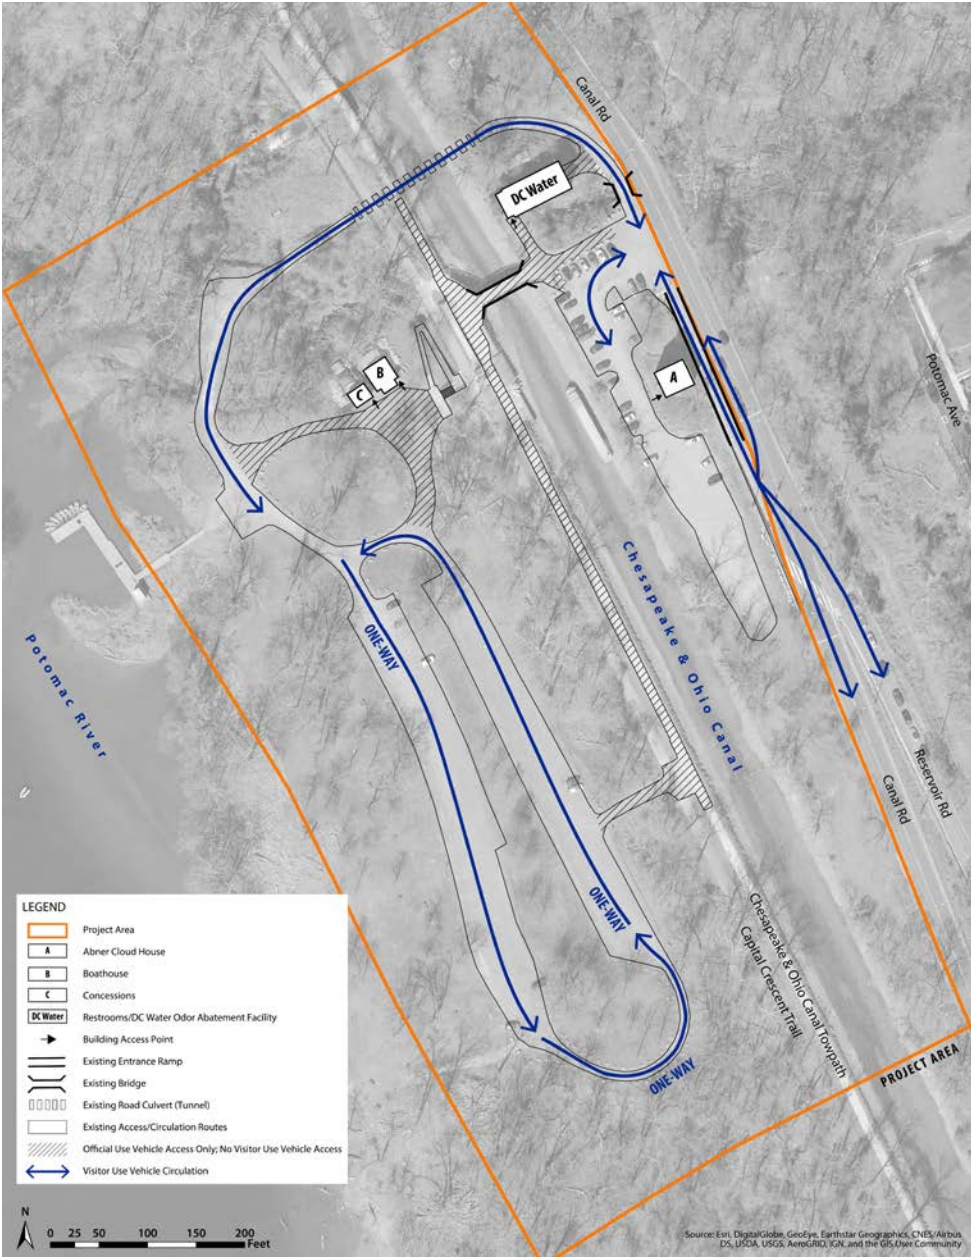 Canal Rd
DC Water
A
B
C
Potomac Ave
Chesapeake & Ohio Canal
ONE-WAY
Potomac River
Reservoir Rd
Canal Rd
ONE-WAY
Chesapeake & Ohio Canal Towpath
Capital Crescent Trail
ONE-WAY
PROJECT AREA
LEGEND
Project Area
A Abner Cloud House
B Boathouse
C Concessions
DC Water Restrooms/DC Water Odor Abatement Facility
Building Access Point
Existing Entrance Ramp
Existing Bridge
Existing Road Culvert (Tunnel)
Existing Access/Circulation Routes
Official Use Vehicle Access Only; No Visitor Use Vehicle Access
Visitor Use Vehicle Circulation
N
0 25 50 100 150 200
Feet
Source: Esri, DigitalGlobe, GeoEye, Earthstar Geographics, CNES/Airbus
DS, USDA, USGS, AeroGRID, IGN, and the GIS User Community